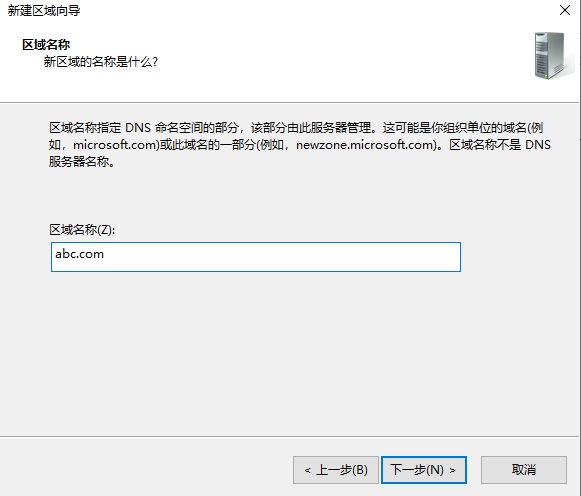 新建区域向导
区域名称
新区域的名称是什么?
区域名称指定 DNS 命名空间的部分，该部分由此服务器管理。这可能是你组织单位的域名(例
如，microsoft.com)或此域名的一部分(例如，newzone.microsoft.com)。区域名称不是 DNS
服务器名称。
区域名称(Z):
abc.com
< 上一步(B)
下一步(N) >
取消